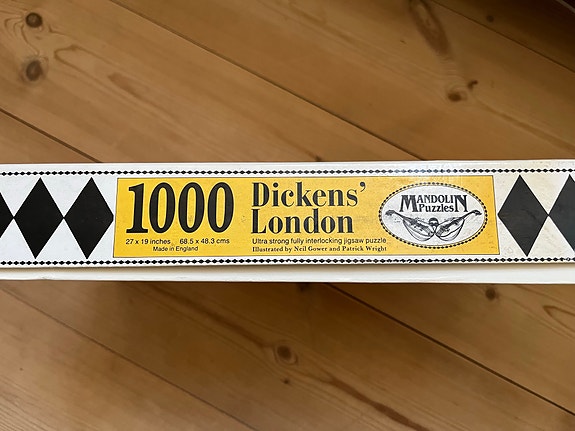 1000
27 x 19 inches 68.5 x 48.3 cms
Made in England
Dickens'
London
Ultra strong fully interlocking jigsaw puzzle
Illustrated by Neil Gower and Patrick Wright
MANDOLIN
Puzzles